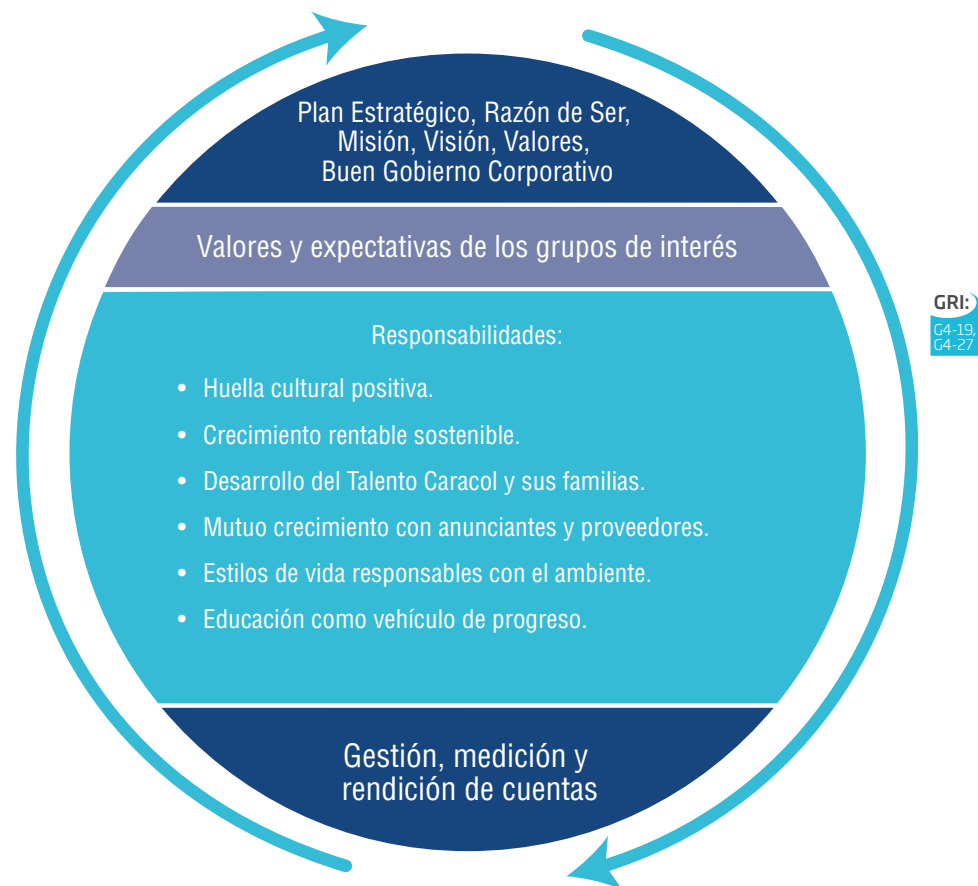 Plan Estratégico, Razón de Ser,
Misión, Visión, Valores,
Buen Gobierno Corporativo
Valores y expectativas de los grupos de interés
Responsabilidades:
• Huella cultural positiva.
• Crecimiento rentable sostenible.
• Desarrollo del Talento Caracol y sus familias.
• Mutuo crecimiento con anunciantes y proveedores.
• Estilos de vida responsables con el ambiente.
• Educación como vehículo de progreso.
Gestión, medición y
rendición de cuentas
GRI:
G4-19,
G4-27